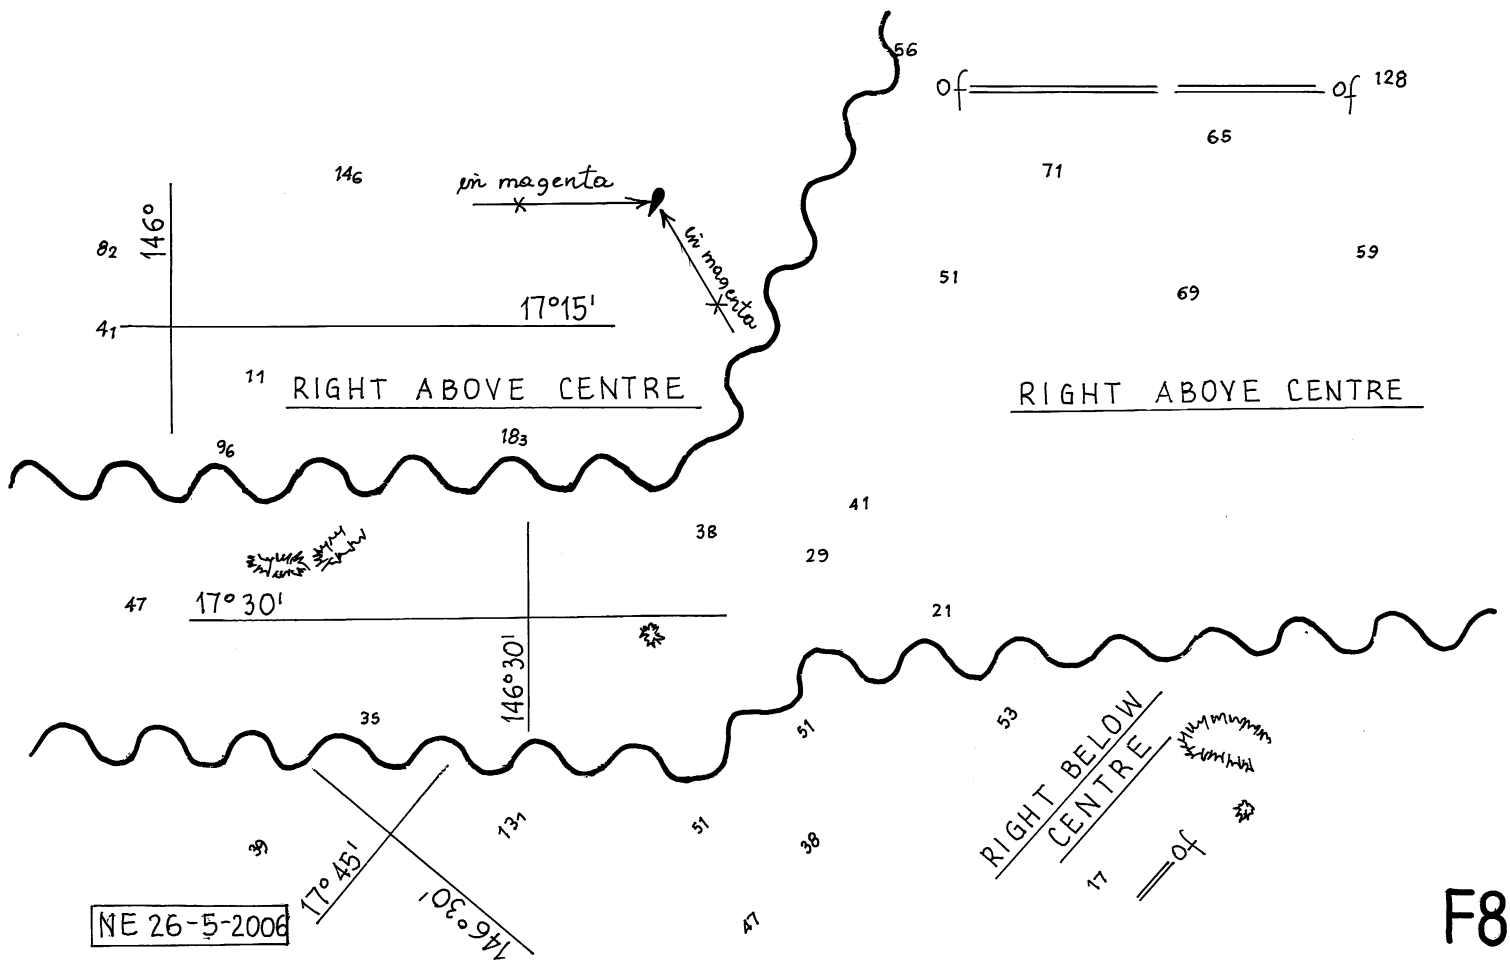 56
Of
of 128
65
71
146
in magenta
146°
in magenta
82
59
51
69
17°15'
41
11
RIGHT ABOVE CENTRE
RIGHT ABOVE CENTRE
183
96
41
38
29
47
17°30'
21
146°30'
35
51
53
RIGHT BELOW
CENTRE
131
51
38
39
17°45'
146°30'
of
17
47
NE 26-5-2006
F8